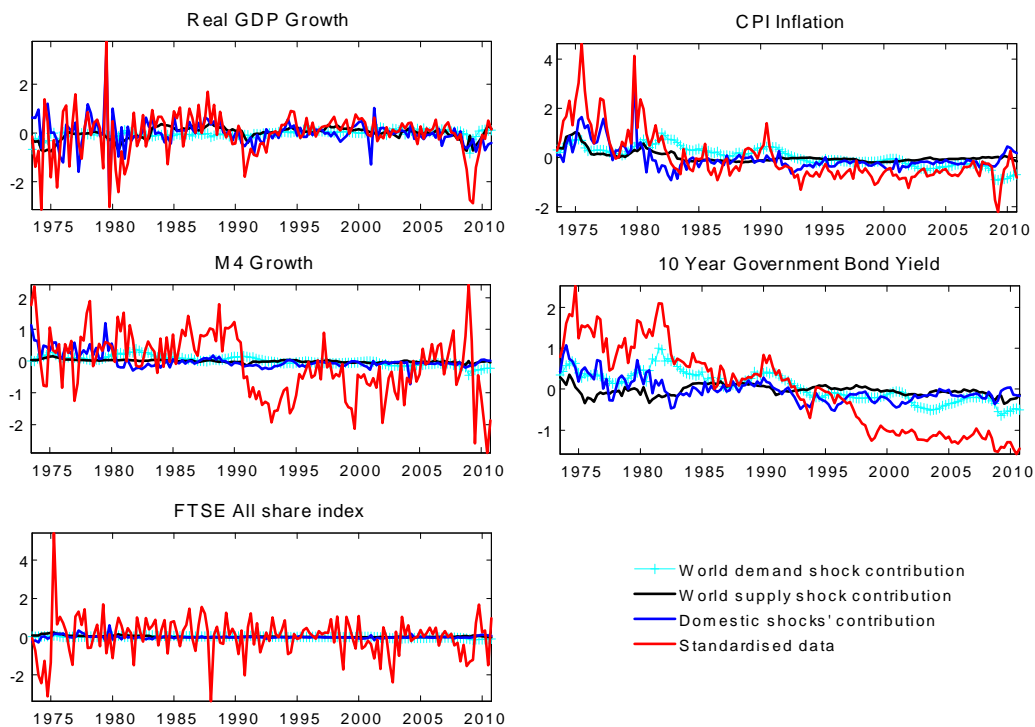 Real GDP Growth
2
0
-2
1975 1980 1985 1990 1995 2000 2005 2010
CPI Inflation
4
2
0
-2
1975 1980 1985 1990 1995 2000 2005 2010
M4 Growth
2
1
0
-1
-2
1975 1980 1985 1990 1995 2000 2005 2010
10 Year Government Bond Yield
2
1
0
-1
1975 1980 1985 1990 1995 2000 2005 2010
FTSE All share index
4
2
0
-2
1975 1980 1985 1990 1995 2000 2005 2010
World demand shock contribution
World supply shock contribution
Domestic shocks' contribution
Standardised data